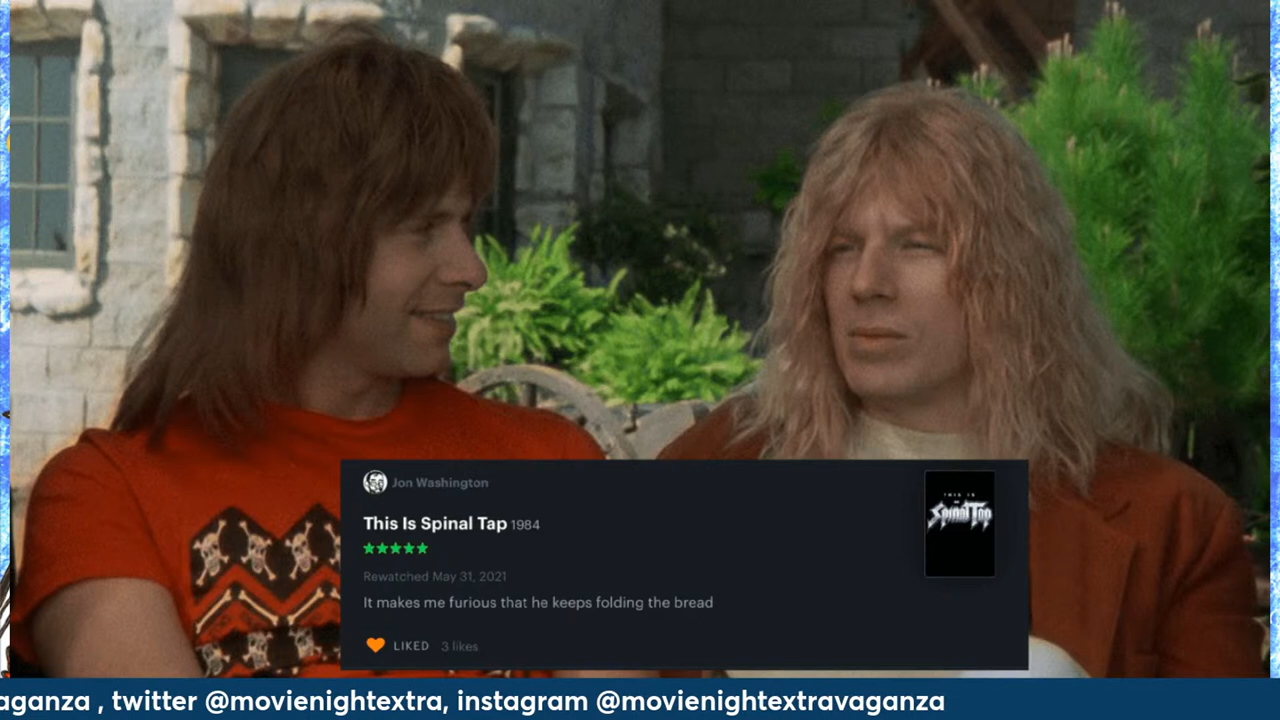 Jon Washington
This Is Spinal Tap 1984
★★★★★
Rewatched May 31, 2021
It makes me furious that he keeps folding the bread
LIKED 3 likes
THIS IS
Spinal Tap
aganza , twitter @movienightextra, instagram @movienightextravaganza